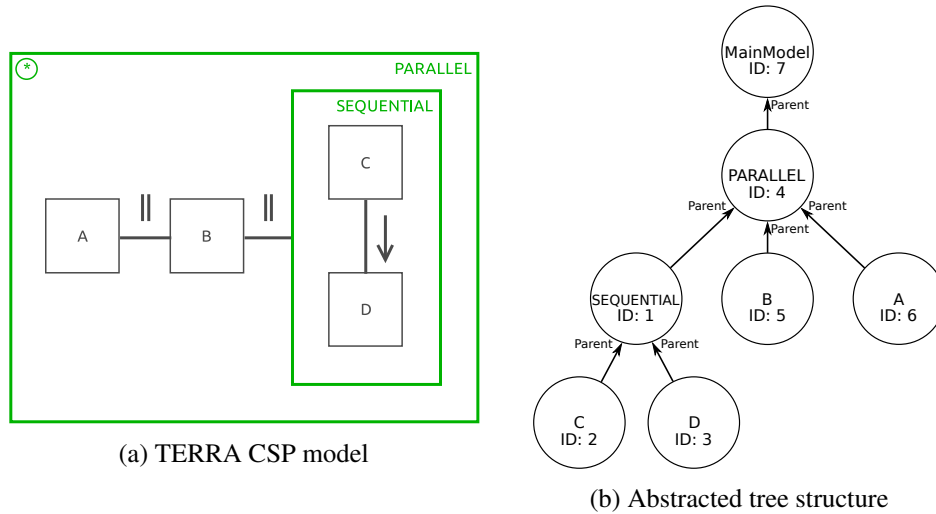 *
PARALLEL
SEQUENTIAL
C
A
||
B
||
D
(a) TERRA CSP model
MainModel
ID: 7
Parent
PARALLEL
ID: 4
Parent
Parent
Parent
SEQUENTIAL
ID: 1
B
ID: 5
A
ID: 6
Parent
Parent
C
ID: 2
D
ID: 3
(b) Abstracted tree structure